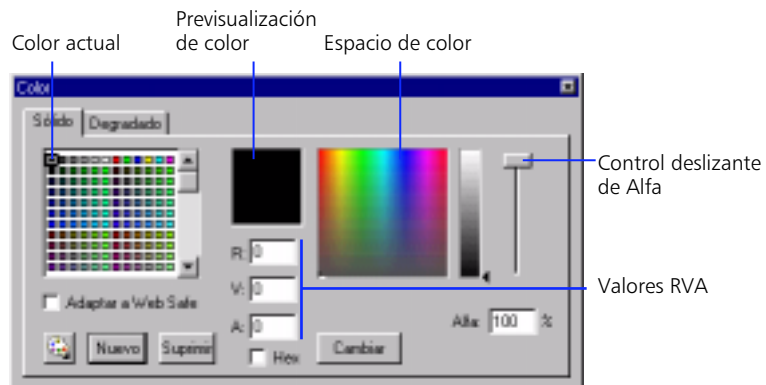 Previsualización
de color
Color actual
Espacio de color
Color
Sólido
Degradado
Control deslizante
de Alfa
R: 0
V: 0
A: 0
Valores RVA
Adaptar a Web Safe
Alfa: 100 %
Nuevo
Suprimir
Hex
Cambiar